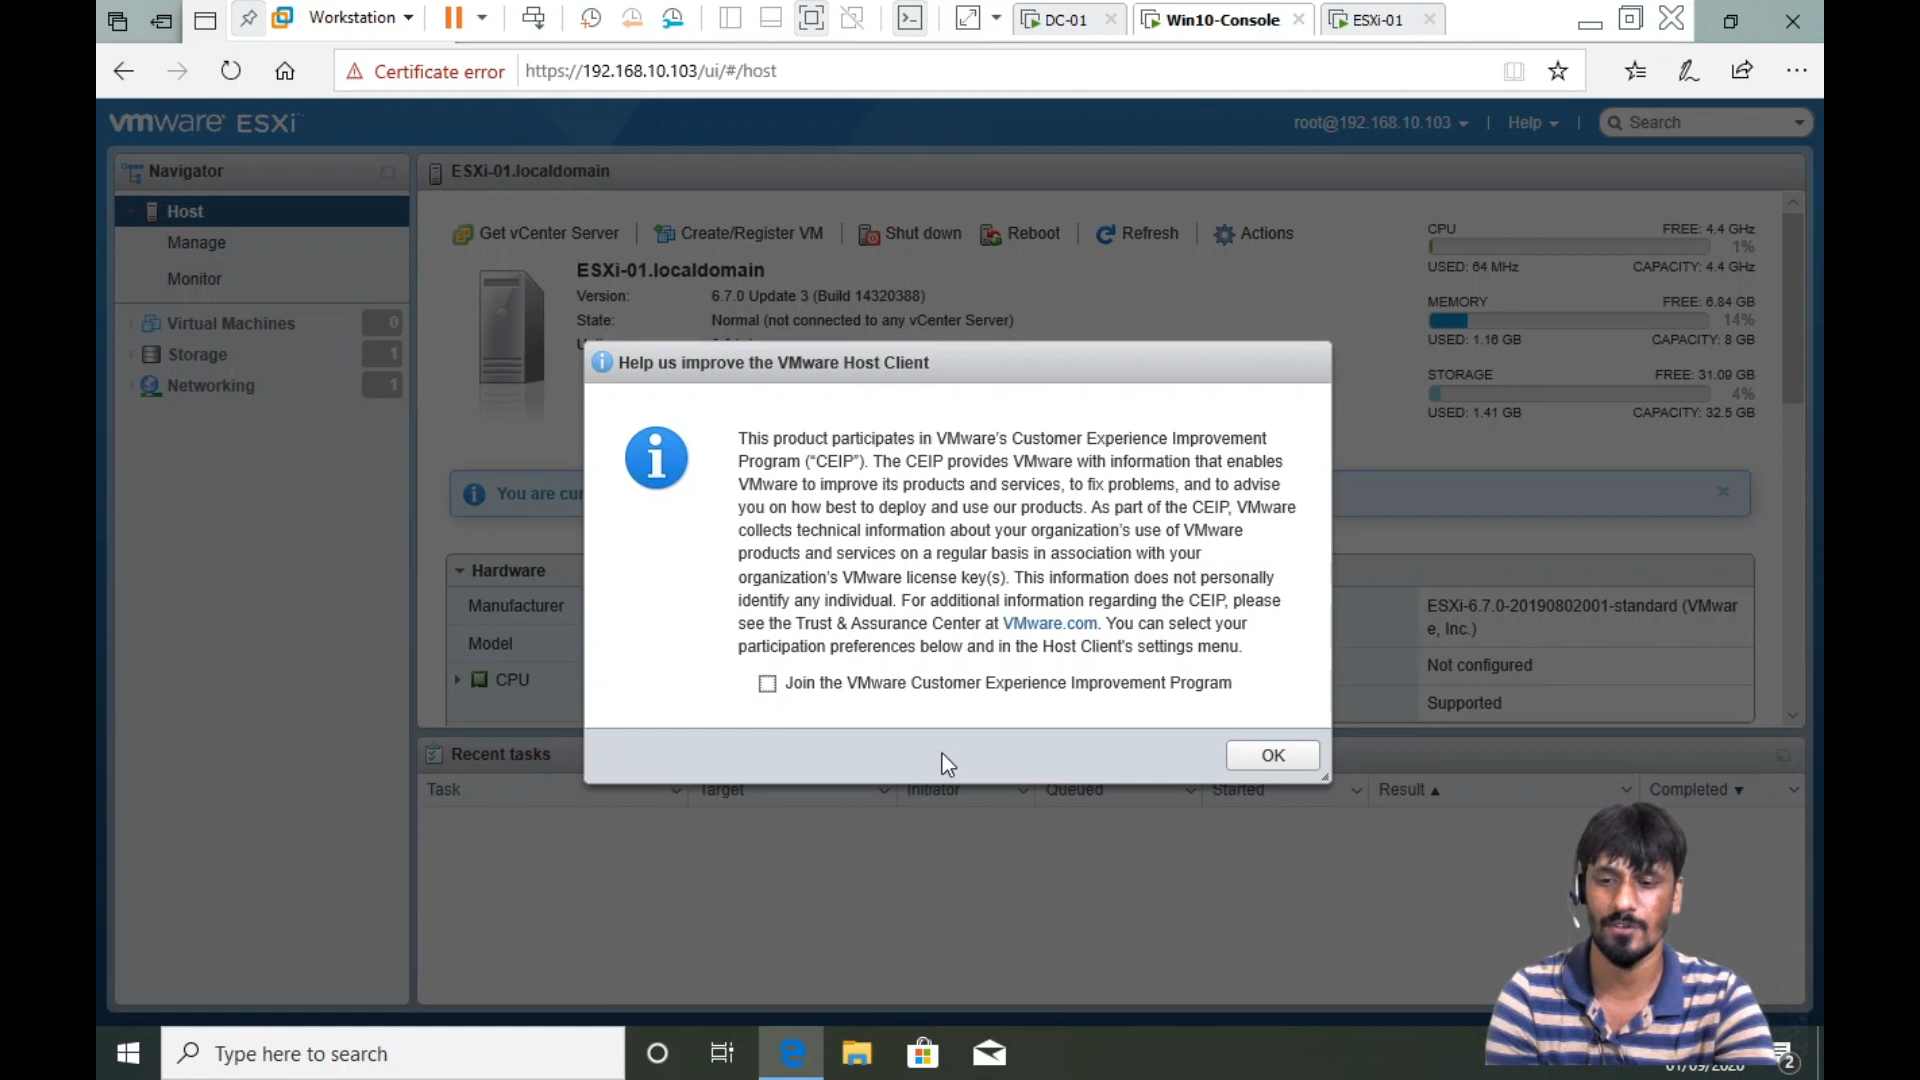 Workstation
DC-01
Win10-Console
ESXi-01
Certificate error
https://192.168.10.103/ui/#/host
vmware ESXi
root@192.168.10.103
Help
Search
Navigator
Host
Manage
Monitor
Virtual Machines 0
Storage 1
Networking 1
ESXi-01.localdomain
Get vCenter Server
Create/Register VM
Shut down
Reboot
Refresh
Actions
ESXi-01.localdomain
Version: 6.7.0 Update 3 (Build 14320388)
State: Normal (not connected to any vCenter Server)
CPU FREE: 4.4 GHz
1%
USED: 64 MHz CAPACITY: 4.4 GHz
MEMORY FREE: 6.84 GB
14%
USED: 1.16 GB CAPACITY: 8 GB
STORAGE FREE: 31.09 GB
4%
USED: 1.41 GB CAPACITY: 32.5 GB
You are cur
Hardware
Manufacturer
Model
CPU
ESXi-6.7.0-20190802001-standard (VMwar
e, Inc.)
Not configured
Supported
Help us improve the VMware Host Client
This product participates in VMware's Customer Experience Improvement
Program (“CEIP”). The CEIP provides VMware with information that enables
VMware to improve its products and services, to fix problems, and to advise
you on how best to deploy and use our products. As part of the CEIP, VMware
collects technical information about your organization's use of VMware
products and services on a regular basis in association with your
organization's VMware license key(s). This information does not personally
identify any individual. For additional information regarding the CEIP, please
see the Trust & Assurance Center at VMware.com. You can select your
participation preferences below and in the Host Client's settings menu.
Join the VMware Customer Experience Improvement Program
OK
Recent tasks
Task
Target
Initiator
Queued
Started
Result
Completed
Type here to search
01/09/2020
2